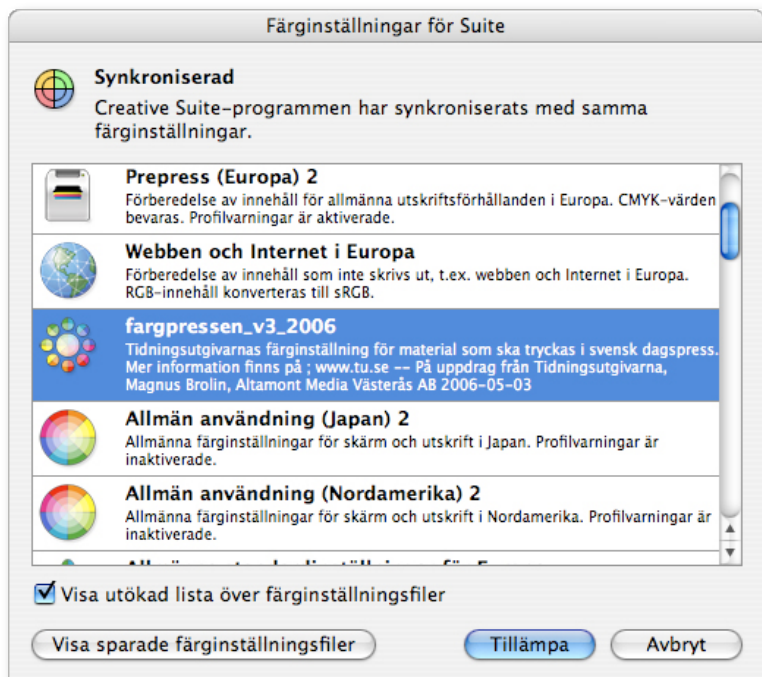 Färginställningar för Suite
Synkroniserad
Creative Suite-programmen har synkroniserats med samma
färginställningar.
Prepress (Europa) 2
Förberedelse av innehåll för allmänna utskriftsförhållanden i Europa. CMYK-värden
bevaras. Profilvarningar är aktiverade.
Webben och Internet i Europa
Förberedelse av innehåll som inte skrivs ut, t.ex. webben och Internet i Europa.
RGB-innehåll konverteras till sRGB.
fargpressen_v3_2006
Tidningsutgivarnas färginställning för material som ska tryckas i svensk dagspress.
Mer information finns på ; www.tu.se -- På uppdrag från Tidningsutgivarna,
Magnus Brolin, Altamont Media Västerås AB 2006-05-03
Allmän användning (Japan) 2
Allmänna färginställningar för skärm och utskrift i Japan. Profilvarningar är
inaktiverade.
Allmän användning (Nordamerika) 2
Allmänna färginställningar för skärm och utskrift i Nordamerika. Profilvarningar är
inaktiverade.
Visa utökad lista över färginställningsfiler
Visa sparade färginställningsfiler
Tillämpa
Avbryt